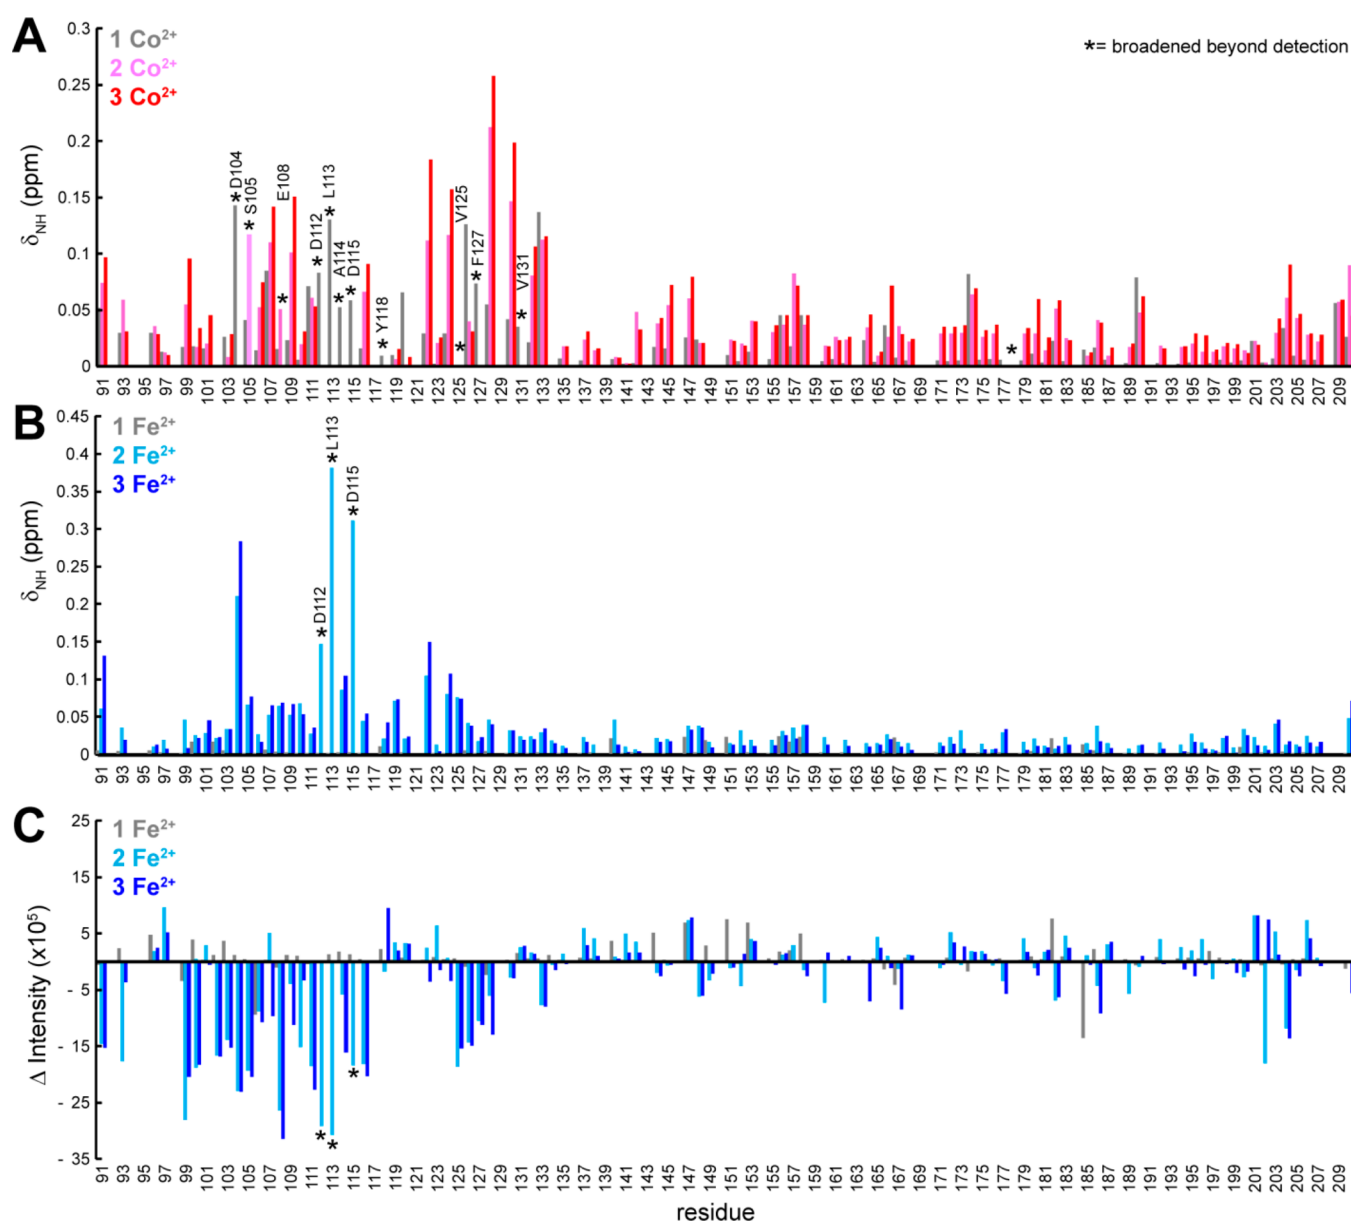 A
1 Co2+
2 Co2+
3 Co2+
*= broadened beyond detection
δNH (ppm)
0.3
0.25
0.2
0.15
0.1
0.05
0
*D104
*S105
*E108
*D112
*L113
*A114
*D115
*Y118
*V125
*F127
*V131
*
91 93 95 97 99 101 103 105 107 109 111 113 115 117 119 121 123 125 127 129 131 133 135 137 139 141 143 145 147 149 151 153 155 157 159 161 163 165 167 169 171 173 175 177 179 181 183 185 187 189 191 193 195 197 199 201 203 205 207 209
B
1 Fe2+
2 Fe2+
3 Fe2+
δNH (ppm)
0.45
0.4
0.35
0.3
0.25
0.2
0.15
0.1
0.05
0
*D112
*L113
*D115
91 93 95 97 99 101 103 105 107 109 111 113 115 117 119 121 123 125 127 129 131 133 135 137 139 141 143 145 147 149 151 153 155 157 159 161 163 165 167 169 171 173 175 177 179 181 183 185 187 189 191 193 195 197 199 201 203 205 207 209
C
1 Fe2+
2 Fe2+
3 Fe2+
Δ Intensity (x105)
25
15
5
- 5
- 15
- 25
- 35
*
*
*
91 93 95 97 99 101 103 105 107 109 111 113 115 117 119 121 123 125 127 129 131 133 135 137 139 141 143 145 147 149 151 153 155 157 159 161 163 165 167 169 171 173 175 177 179 181 183 185 187 189 191 193 195 197 199 201 203 205 207 209
residue